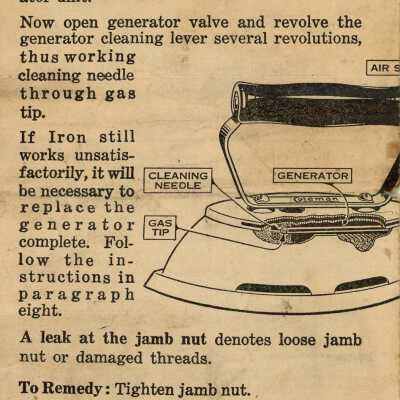 Now open generator valve and revolve the
generator cleaning lever several revolutions,
thus working
cleaning needle
through gas
tip.
If Iron still
works unsatis-
factorily, it will
be necessary to
replace the
generator
complete. Fol-
low the in-
structions in
paragraph
eight.
AIR S
CLEANING
NEEDLE
GENERATOR
Coleman
GAS
TIP
A leak at the jamb nut denotes loose jamb
nut or damaged threads.
To Remedy: Tighten jamb nut.